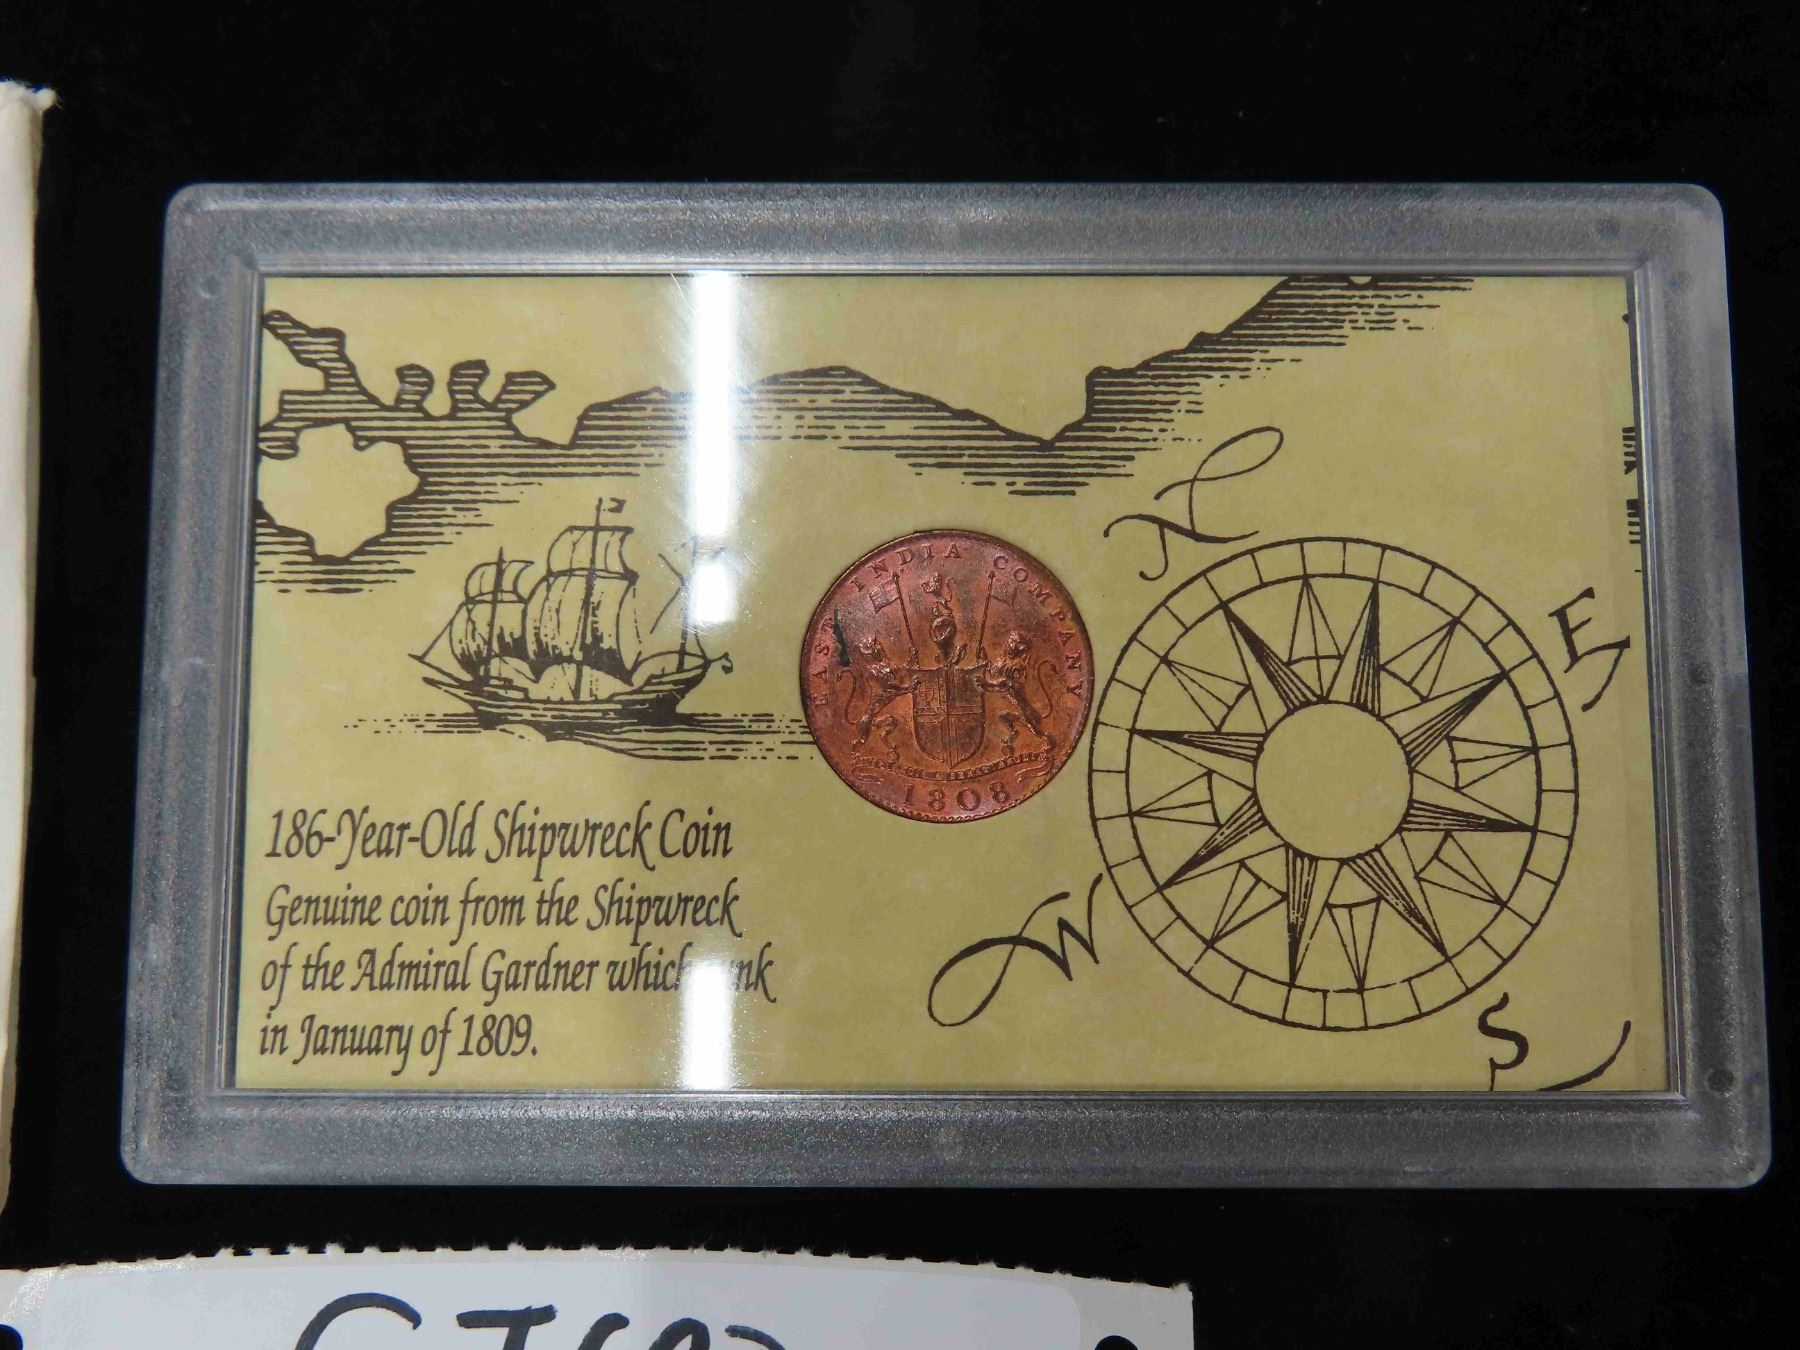 N
E
EAST INDIA COMPANY
1808
186-Year-Old Shipwreck Coin
Genuine coin from the Shipwreck
of the Admiral Gardner which
in January of 1809.
W
S